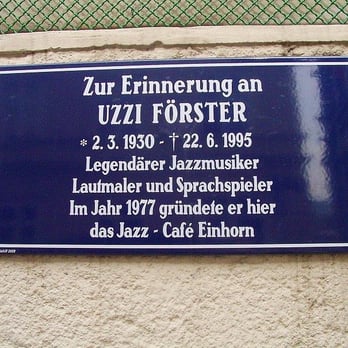 Zur Erinnerung an
UZZI FÖRSTER
* 2. 3. 1930 - † 22. 6. 1995
Legendärer Jazzmusiker
Lautmaler und Sprachspieler
Im Jahr 1977 gründete er hier
das Jazz - Café Einhorn